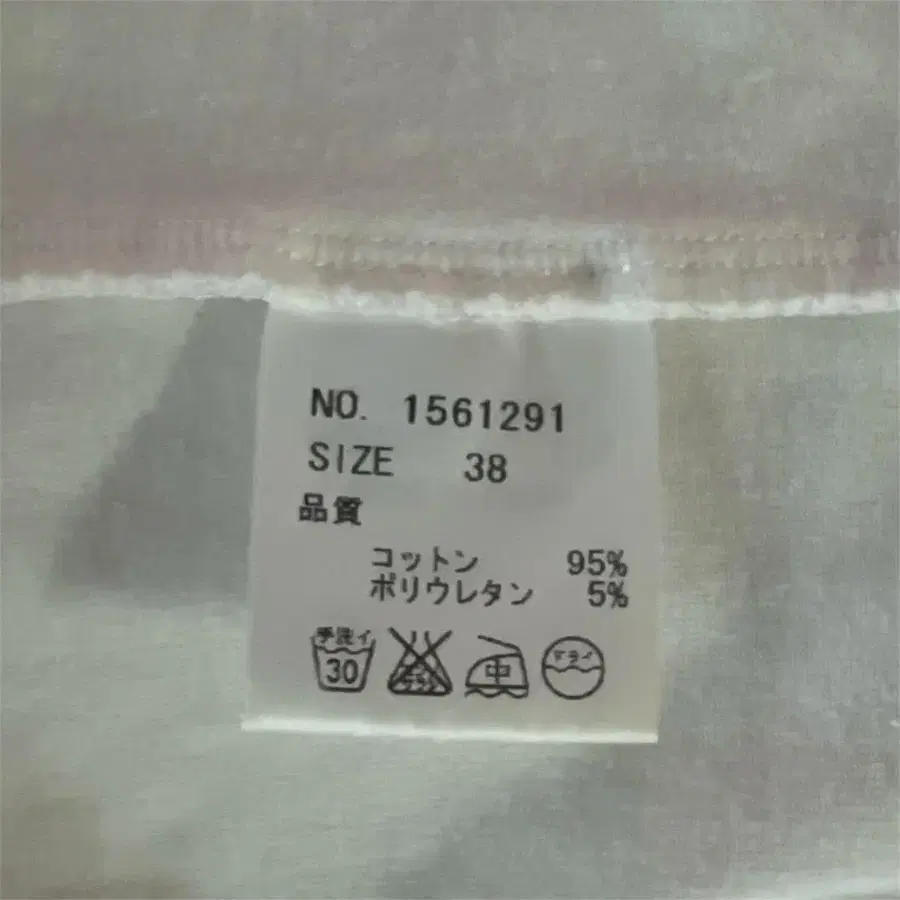 NO. 1561291
SIZE 38
品質
コットン 95%
ポリウレタン 5%
手洗イ 30 中 ドライ